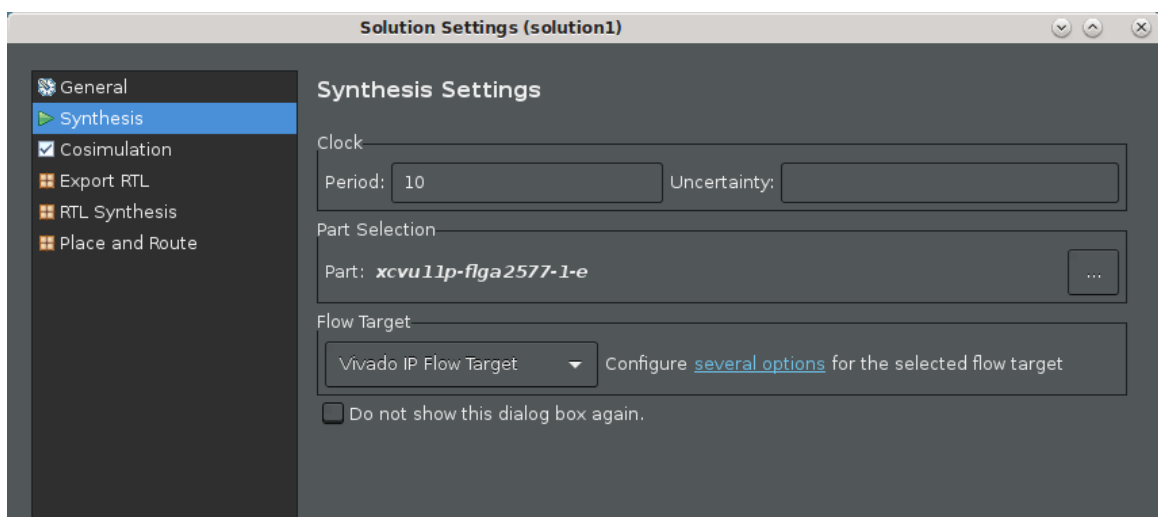 Solution Settings (solution1)
General
Synthesis
Cosimulation
Export RTL
RTL Synthesis
Place and Route
Synthesis Settings
Clock
Period: 10 Uncertainty:
Part Selection
Part: xcvu11p-flga2577-1-e
...
Flow Target
Vivado IP Flow Target Configure several options for the selected flow target
Do not show this dialog box again.